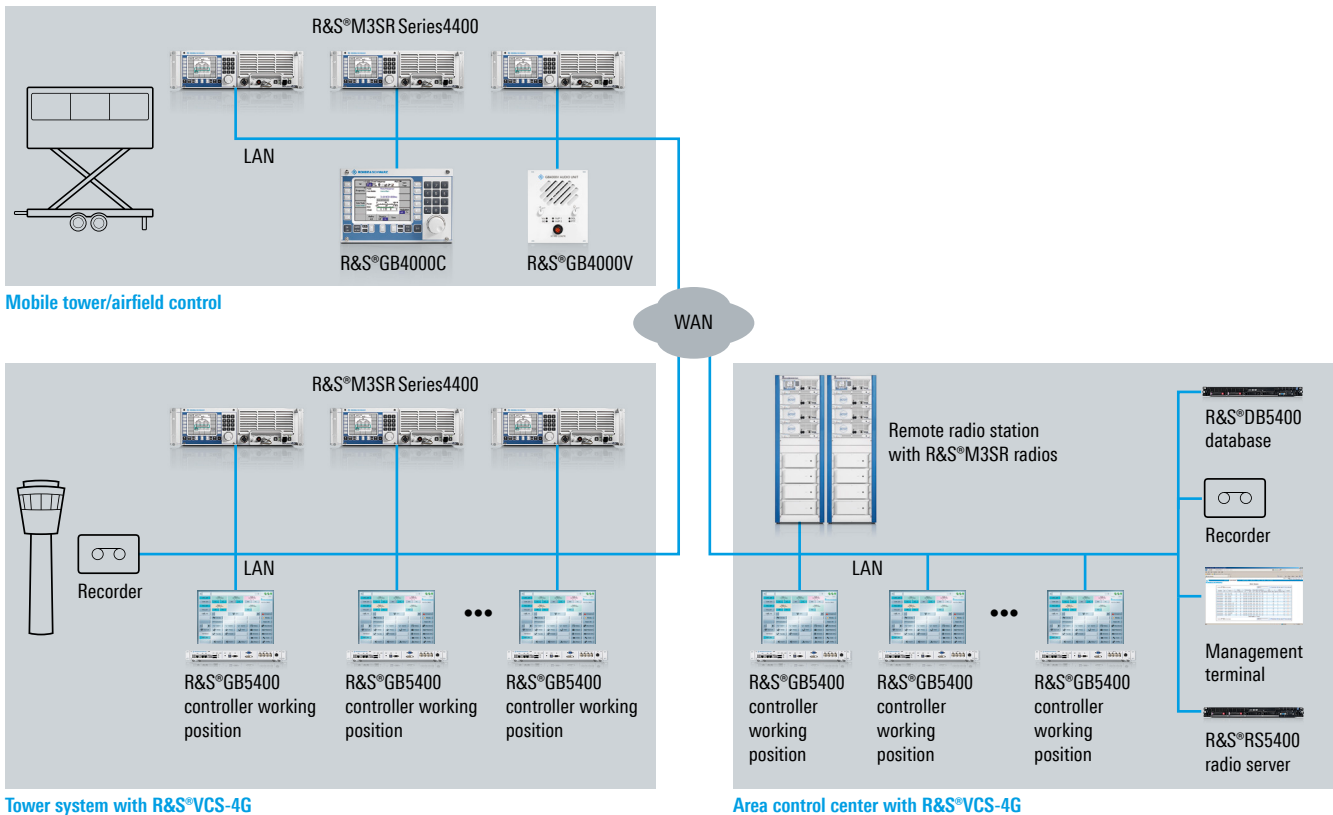 R&S®M3SR Series4400
LAN
R&S®GB4000C
R&S®GB4000V
Mobile tower/airfield control
WAN
R&S®M3SR Series4400
Recorder
LAN
R&S®GB5400
controller working
position
R&S®GB5400
controller working
position
R&S®GB5400
controller working
position
Tower system with R&S®VCS-4G
Remote radio station
with R&S®M3SR radios
LAN
R&S®GB5400
controller
working
position
R&S®GB5400
controller
working
position
R&S®GB5400
controller
working
position
R&S®DB5400
database
Recorder
Management
terminal
R&S®RS5400
radio server
Area control center with R&S®VCS-4G